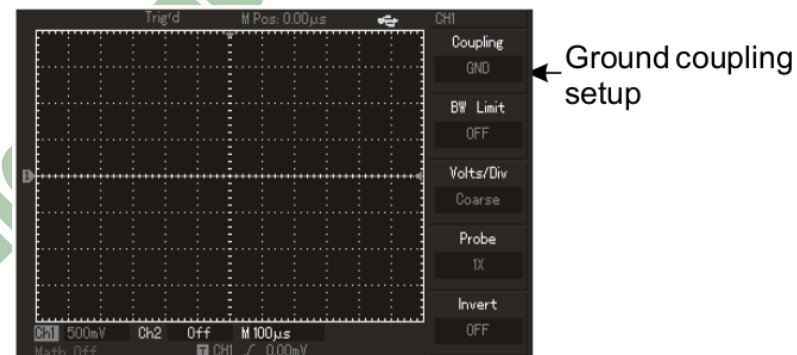 Trig'd M Pos: 0.00μs CH1
Coupling
GND
Ground coupling
setup
BW Limit
OFF
1
Volts/Div
Coarse
Probe
1X
Invert
OFF
Ch1 500mV Ch2 Off M 100μs
Math Off T CH1 / 0.00mV